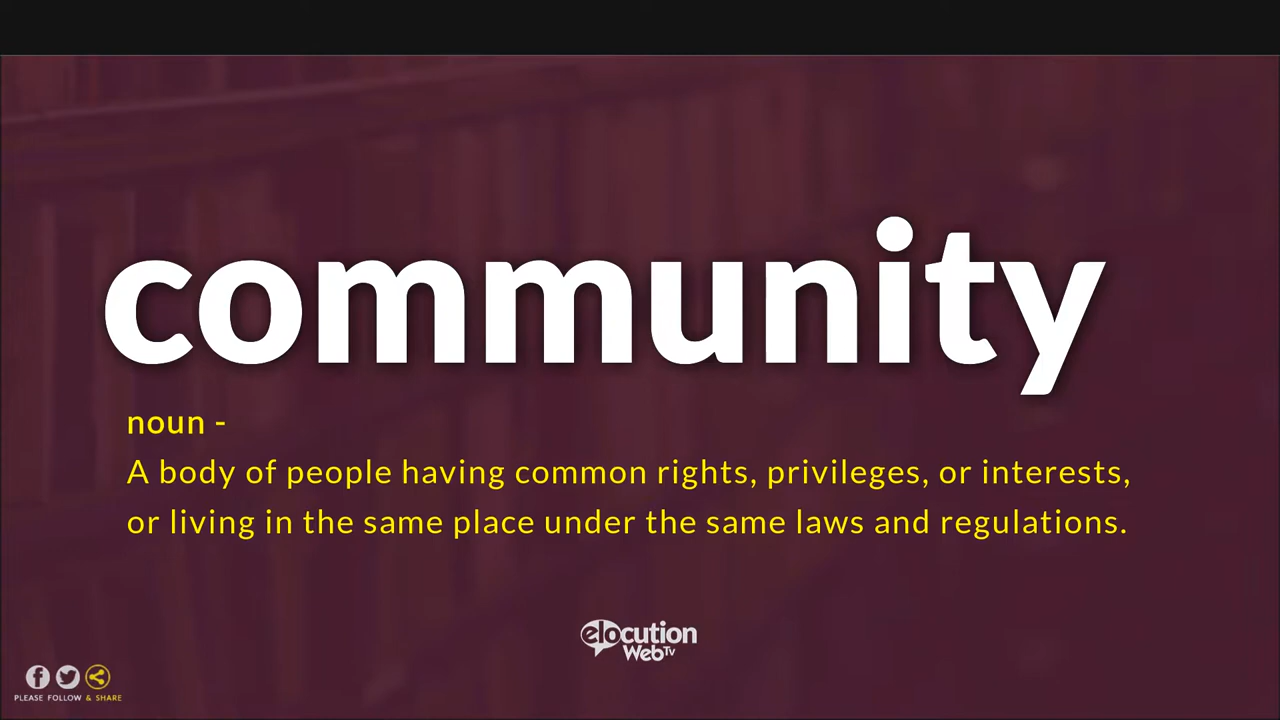 community
noun -
A body of people having common rights, privileges, or interests,
or living in the same place under the same laws and regulations.
elocution
WebTv
PLEASE FOLLOW & SHARE